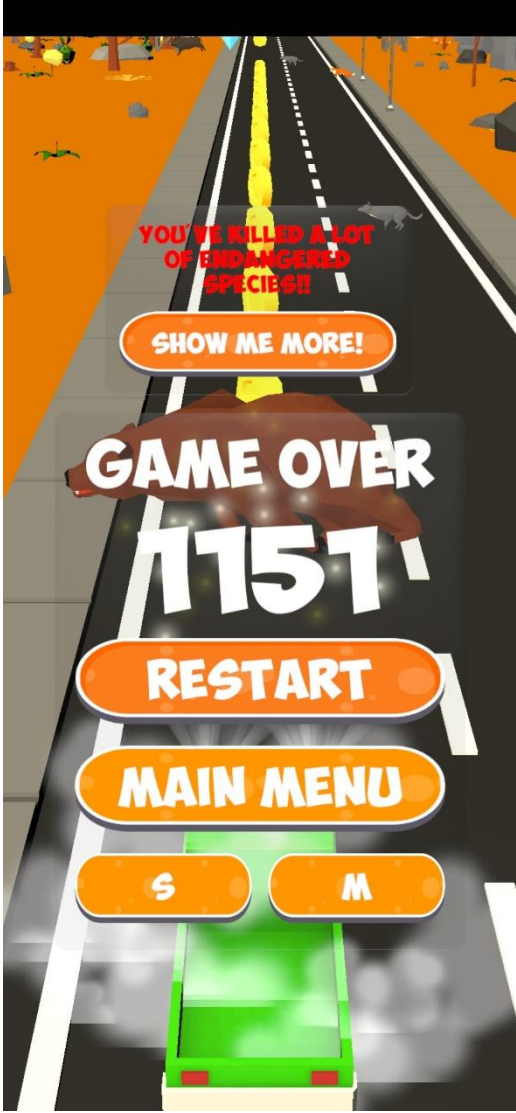 YOU'VE KILLED A LOT
OF ENDANGERED
SPECIES!!
SHOW ME MORE!
GAME OVER
1151
RESTART
MAIN MENU
S
M